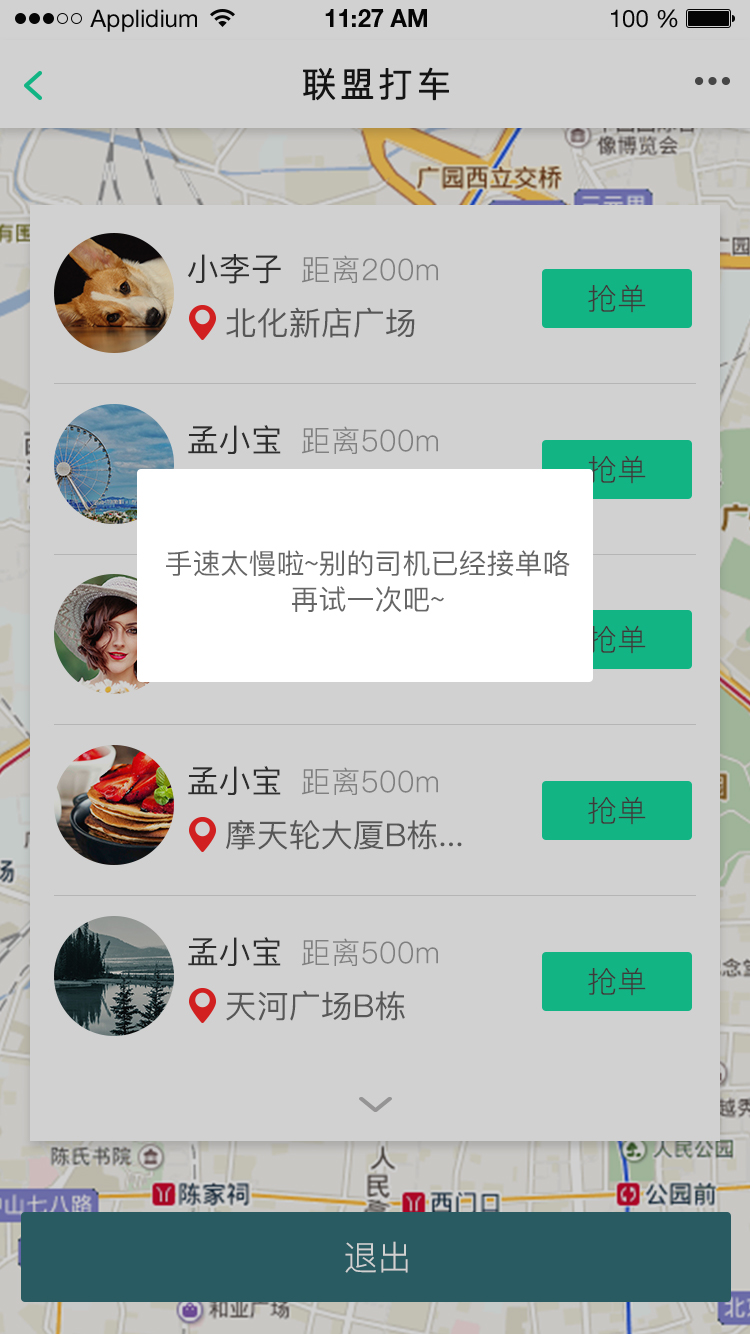 Applidium
11:27 AM
100 %
联盟打车
像博览会
广园西立交桥
小李子 距离200m
北化新店广场
抢单
孟小宝 距离500m
抢单
手速太慢啦~别的司机已经接单咯
再试一次吧~
抢单
孟小宝 距离500m
摩天轮大厦B栋...
抢单
孟小宝 距离500m
天河广场B栋
抢单
陈氏书院
人民公园
陈家祠
人民
西门口
公园前
山七八路
退出
和业广场